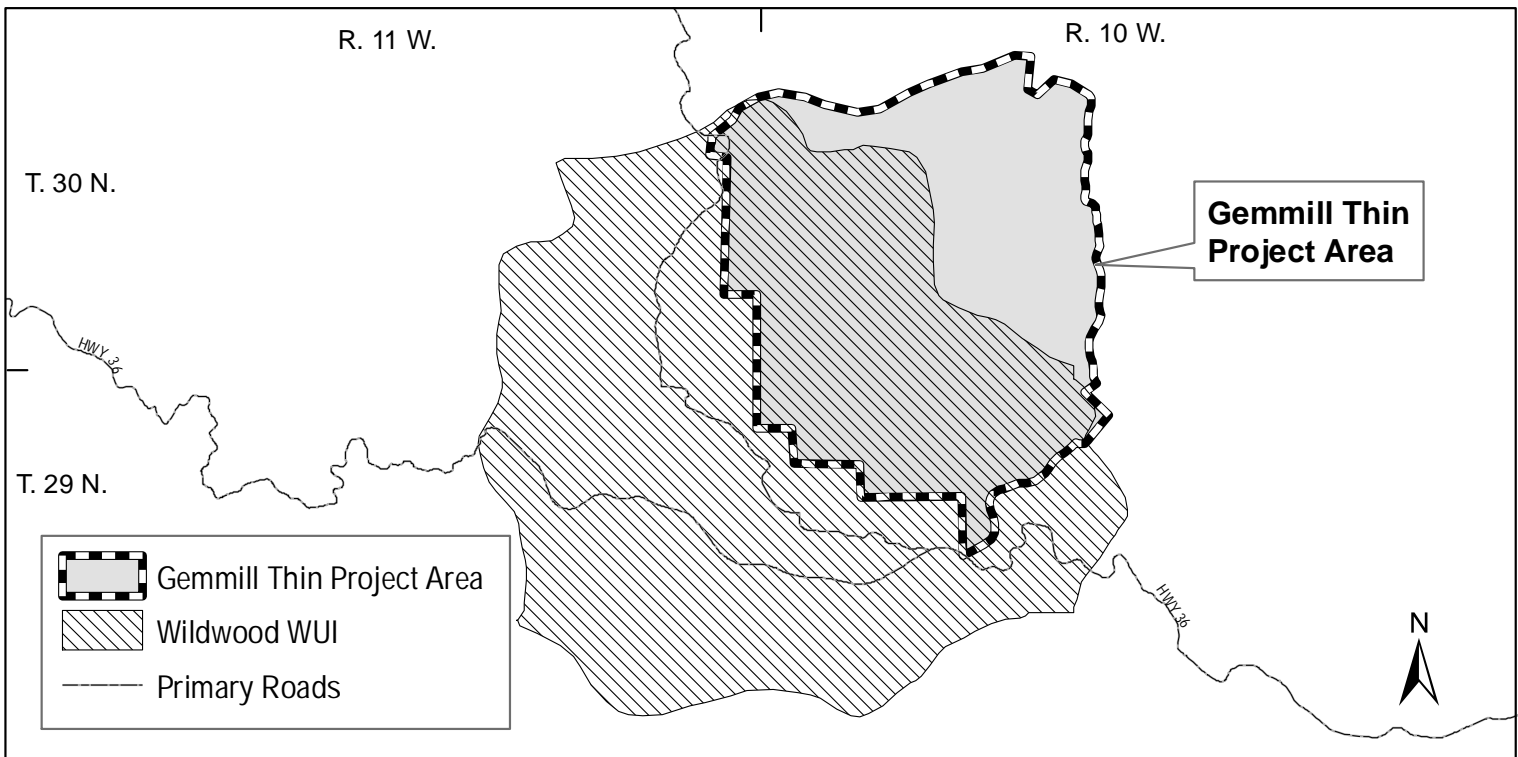 R. 11 W.
R. 10 W.
T. 30 N.
Gemmill Thin
Project Area
HWY 36
T. 29 N.
Gemmill Thin Project Area
Wildwood WUI
Primary Roads
HWY 36
N